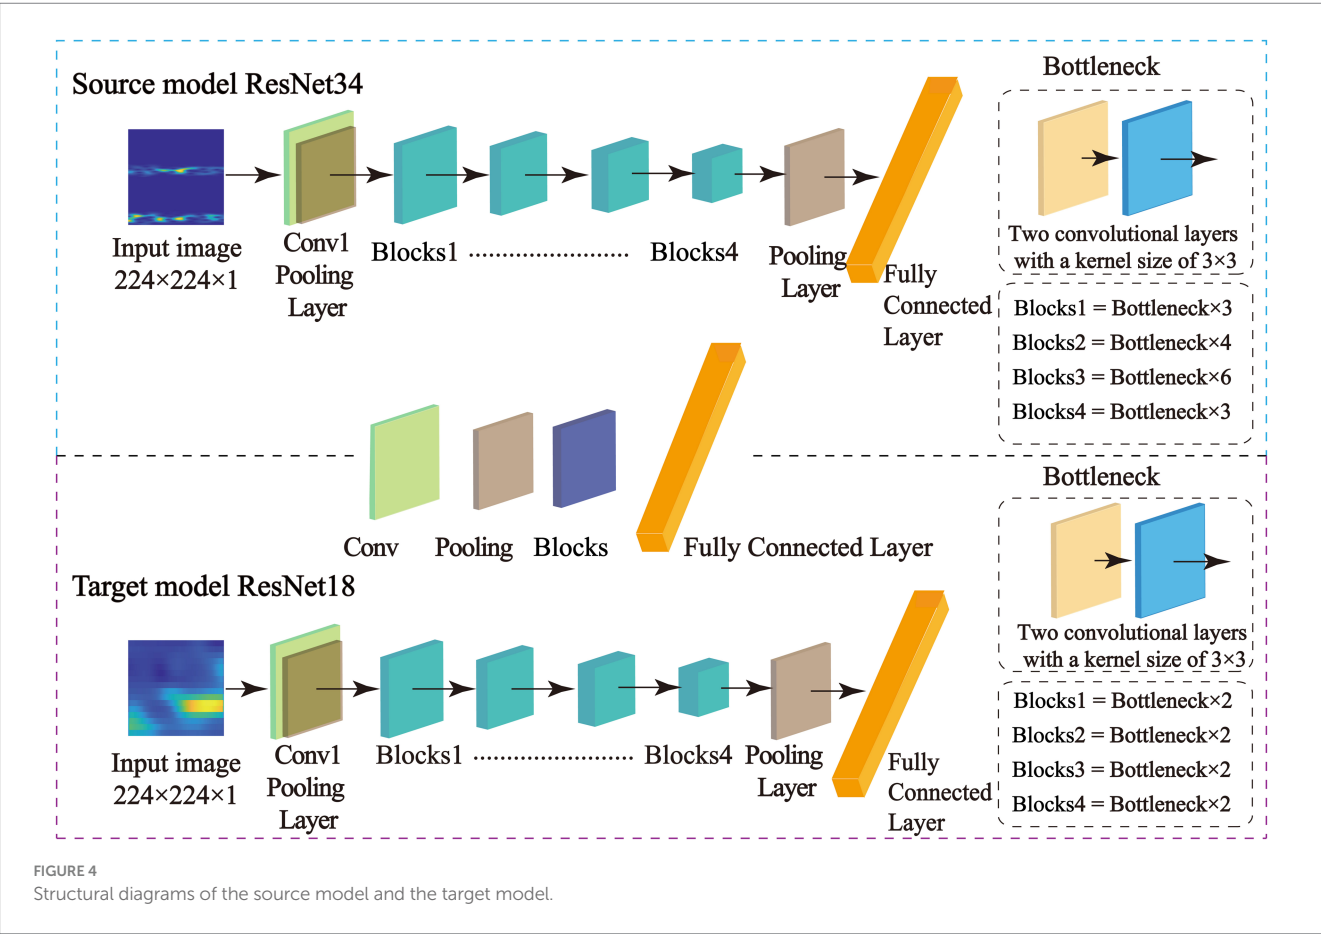 Source model ResNet34
Input image
224×224×1
Conv1
Pooling
Layer
Blocks1 ........................... Blocks4
Pooling
Layer
Fully
Connected
Layer
Bottleneck
Two convolutional layers
with a kernel size of 3×3
Blocks1 = Bottleneck×3
Blocks2 = Bottleneck×4
Blocks3 = Bottleneck×6
Blocks4 = Bottleneck×3
Conv
Pooling
Blocks
Fully Connected Layer
Target model ResNet18
Input image
224×224×1
Conv1
Pooling
Layer
Blocks1 ........................... Blocks4
Pooling
Layer
Fully
Connected
Layer
Bottleneck
Two convolutional layers
with a kernel size of 3×3
Blocks1 = Bottleneck×2
Blocks2 = Bottleneck×2
Blocks3 = Bottleneck×2
Blocks4 = Bottleneck×2
FIGURE 4
Structural diagrams of the source model and the target model.